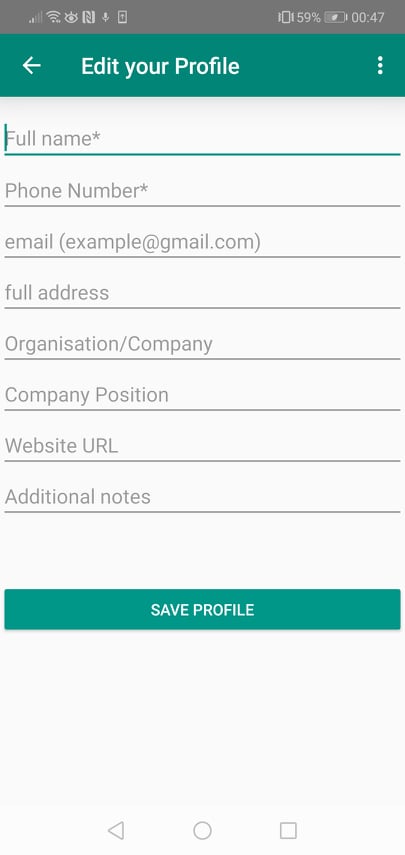 59% 00:47
Edit your Profile
Full name*
Phone Number*
email (example@gmail.com)
full address
Organisation/Company
Company Position
Website URL
Additional notes
SAVE PROFILE